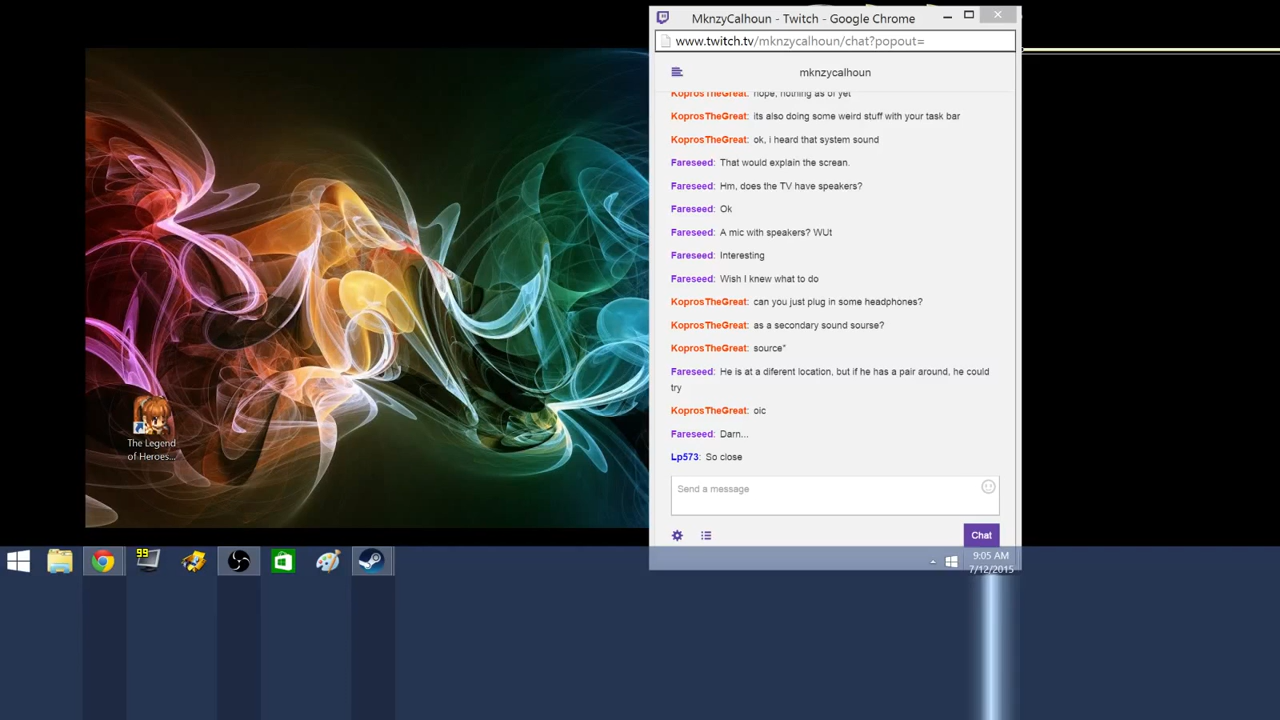 MknzyCalhoun - Twitch - Google Chrome
www.twitch.tv/mknzycalhoun/chat?popout=
mknzycalhoun
KoprosTheGreat: nope, nothing as of yet
KoprosTheGreat: its also doing some weird stuff with your task bar
KoprosTheGreat: ok, i heard that system sound
Fareseed: That would explain the screan.
Fareseed: Hm, does the TV have speakers?
Fareseed: Ok
Fareseed: A mic with speakers? WUt
Fareseed: Interesting
Fareseed: Wish I knew what to do
KoprosTheGreat: can you just plug in some headphones?
KoprosTheGreat: as a secondary sound sourse?
KoprosTheGreat: source*
Fareseed: He is at a diferent location, but if he has a pair around, he could
try
KoprosTheGreat: oic
Fareseed: Darn...
Lp573: So close
Send a message
Chat
The Legend
of Heroes...
99
9:05 AM
7/12/2015